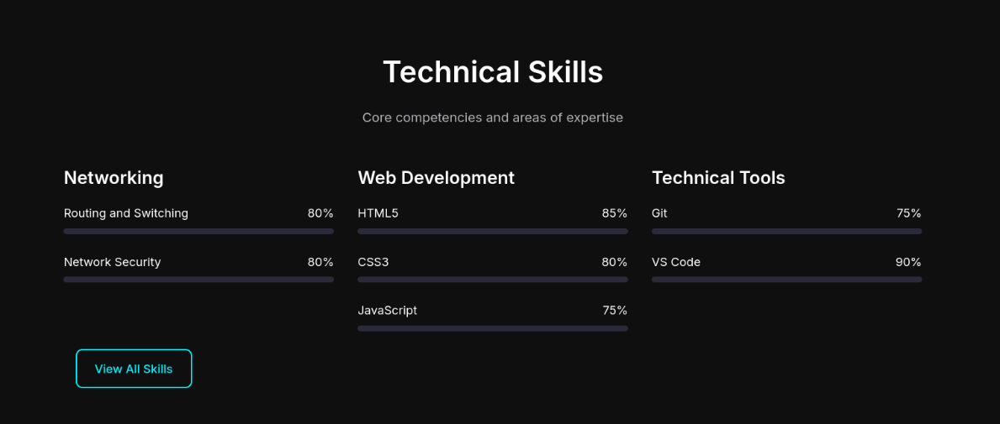 Technical Skills
Core competencies and areas of expertise
Networking
Routing and Switching 80%
Network Security 80%
Web Development
HTML5 85%
CSS3 80%
JavaScript 75%
Technical Tools
Git 75%
VS Code 90%
View All Skills